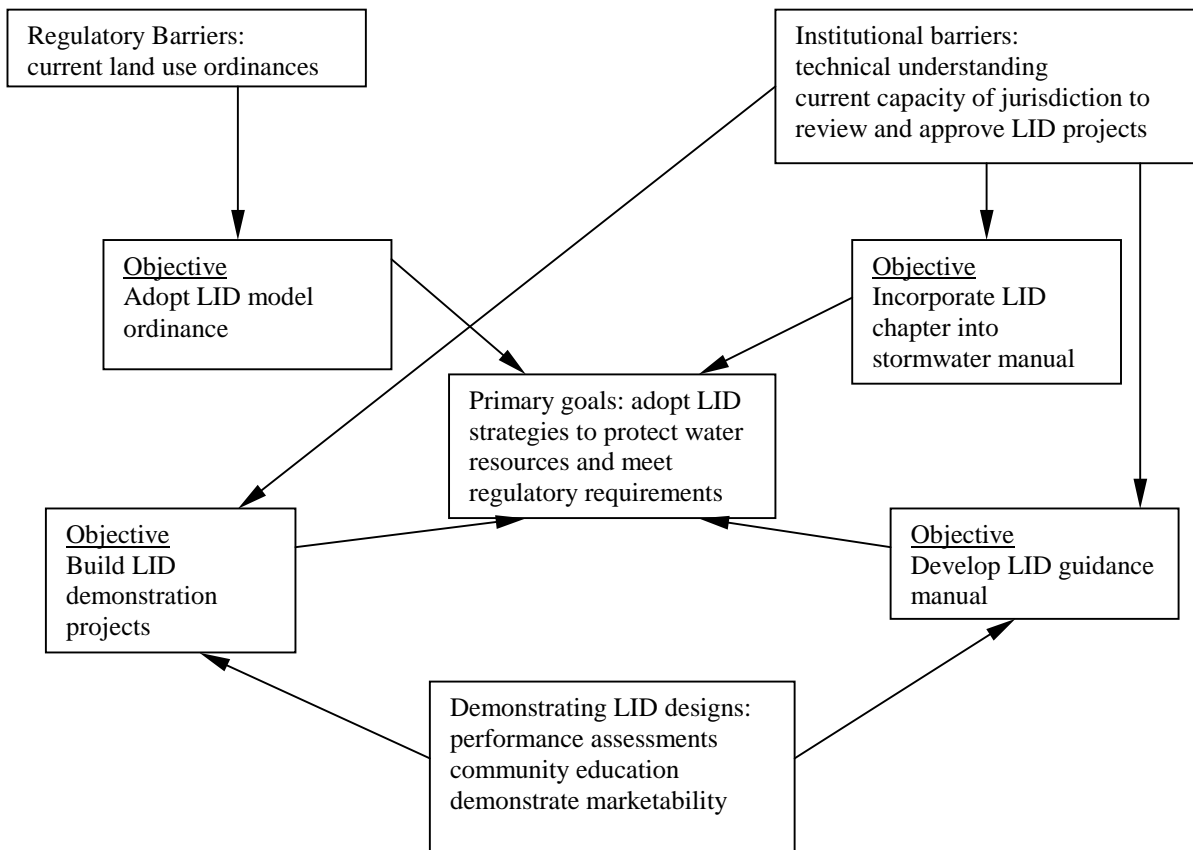 Regulatory Barriers:
current land use ordinances
Institutional barriers:
technical understanding
current capacity of jurisdiction to
review and approve LID projects
Objective
Adopt LID model
ordinance
Objective
Incorporate LID
chapter into
stormwater manual
Primary goals: adopt LID
strategies to protect water
resources and meet
regulatory requirements
Objective
Build LID
demonstration
projects
Objective
Develop LID guidance
manual
Demonstrating LID designs:
performance assessments
community education
demonstrate marketability